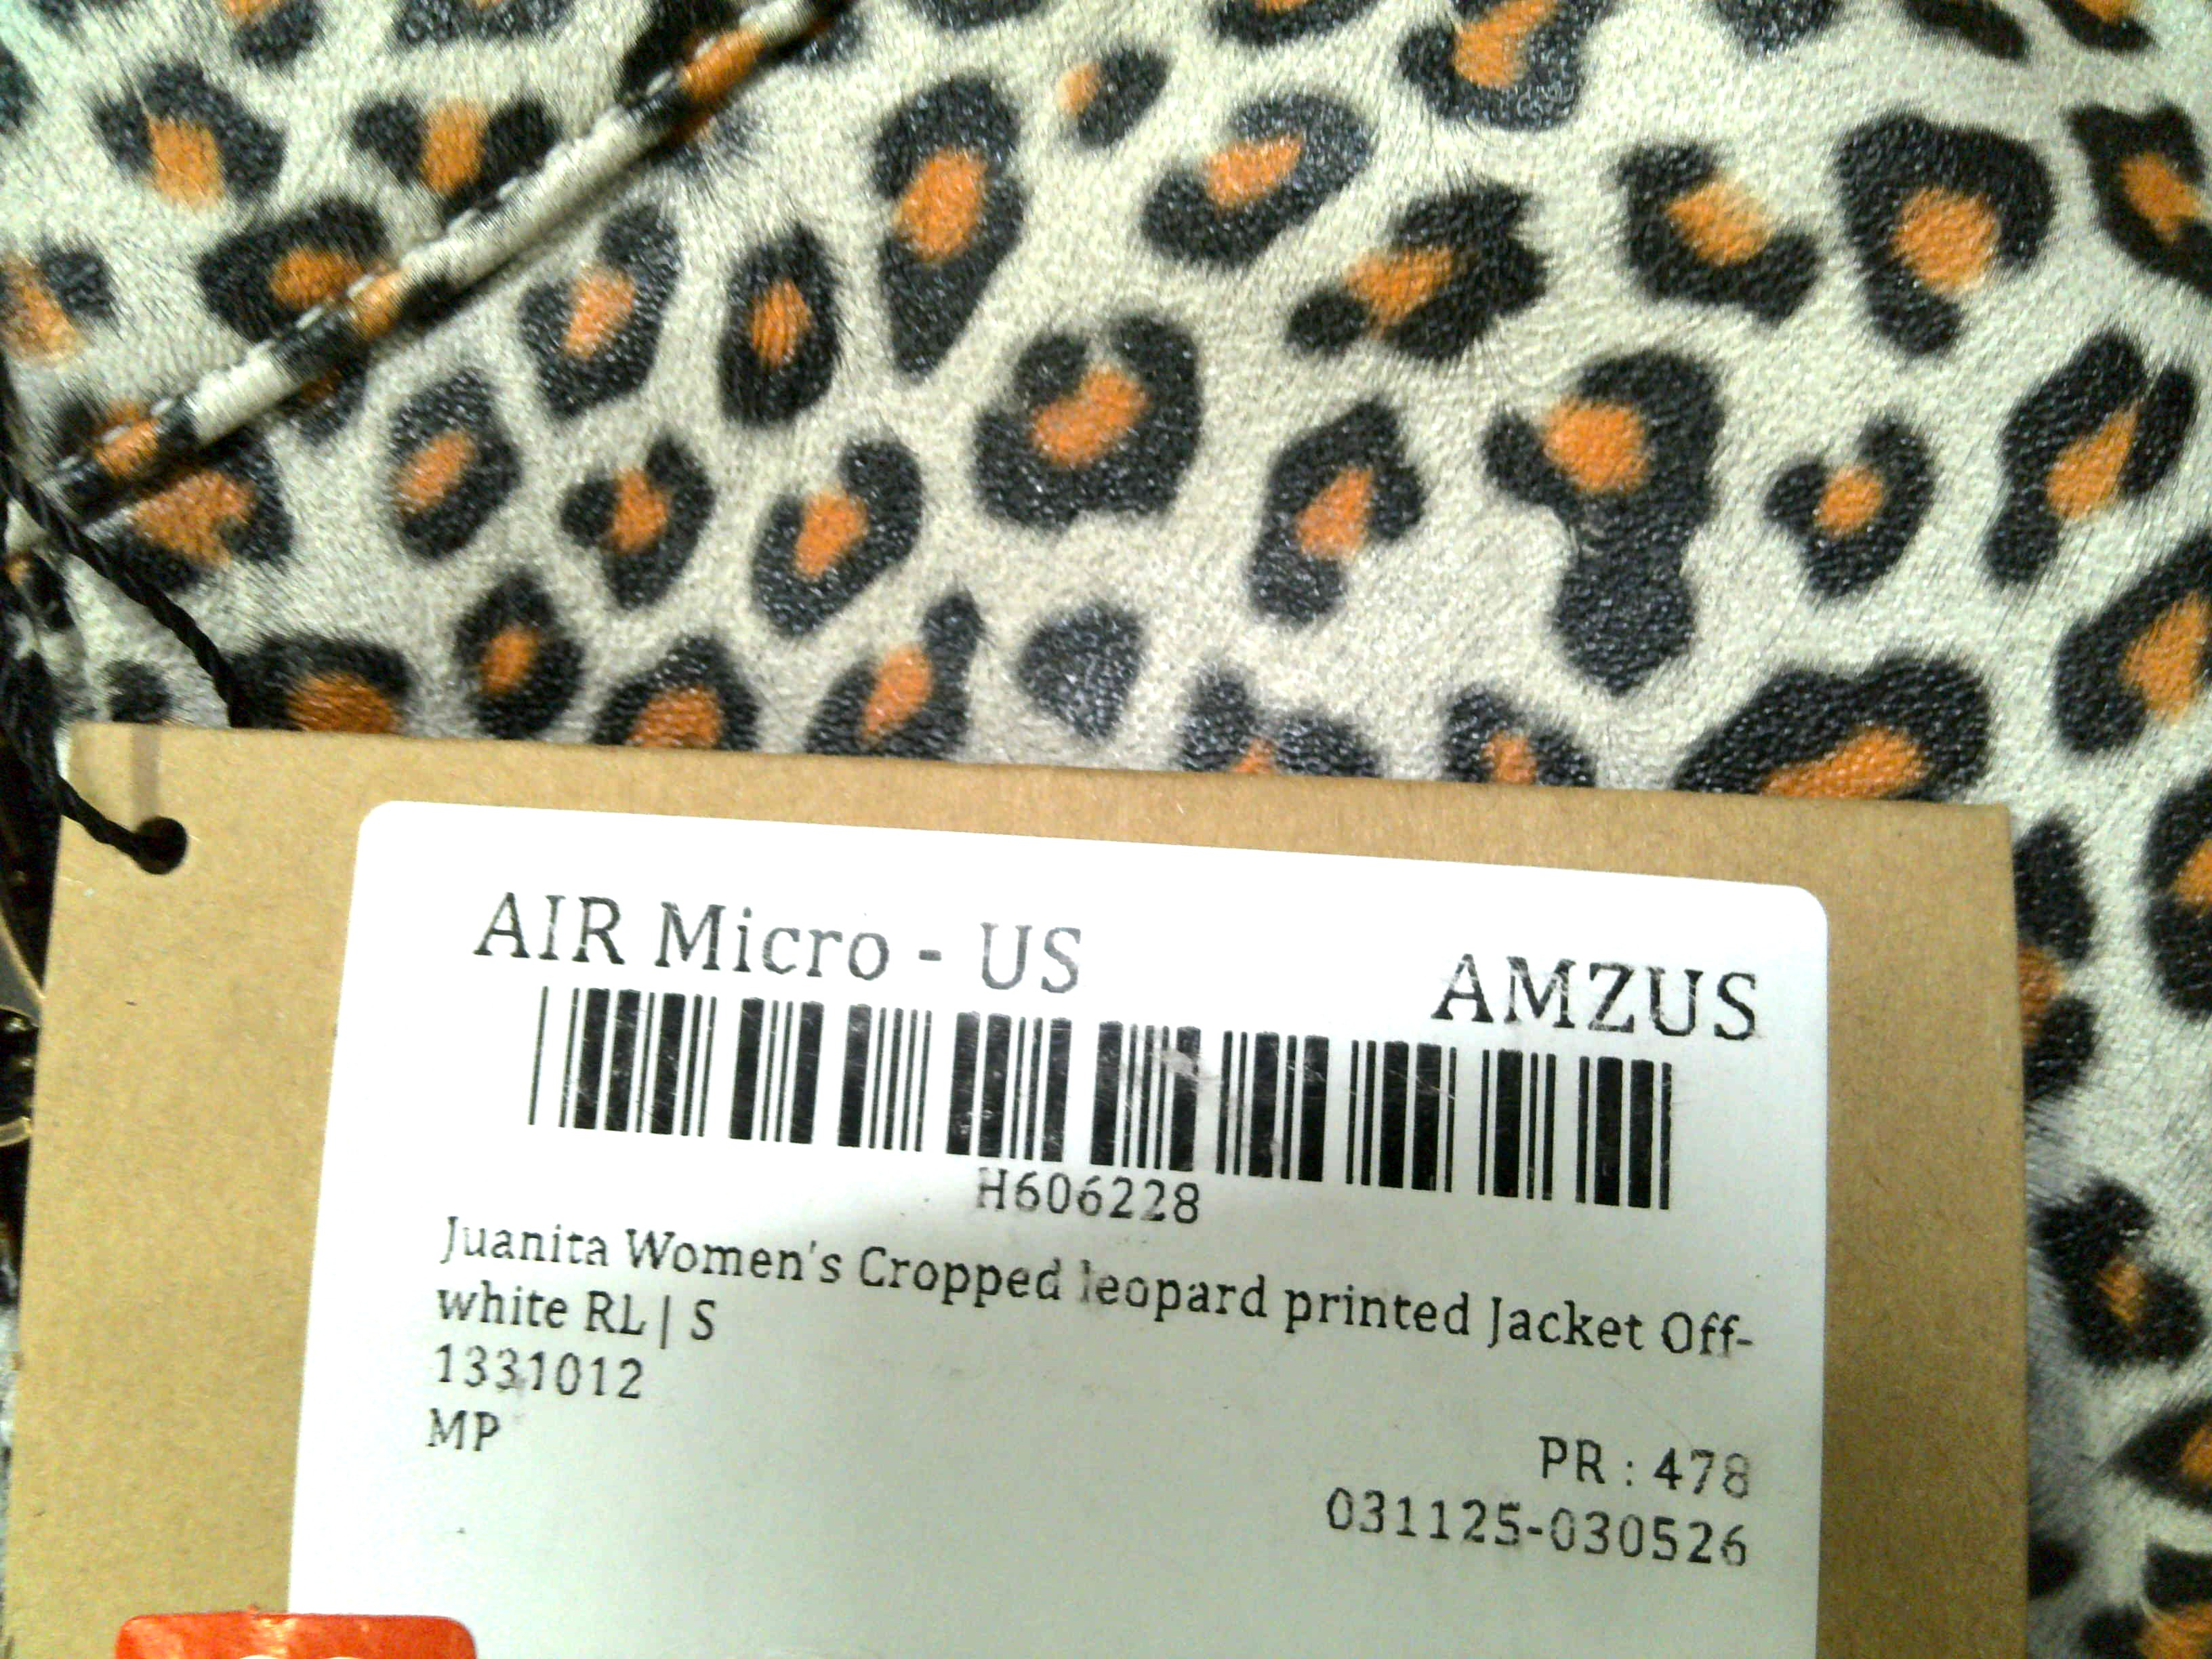 AIR Micro - US
AMZUS
H606228
Juanita Women's Cropped leopard printed Jacket Off-
white RL | S
1331012
MP
PR : 478
031125-030526